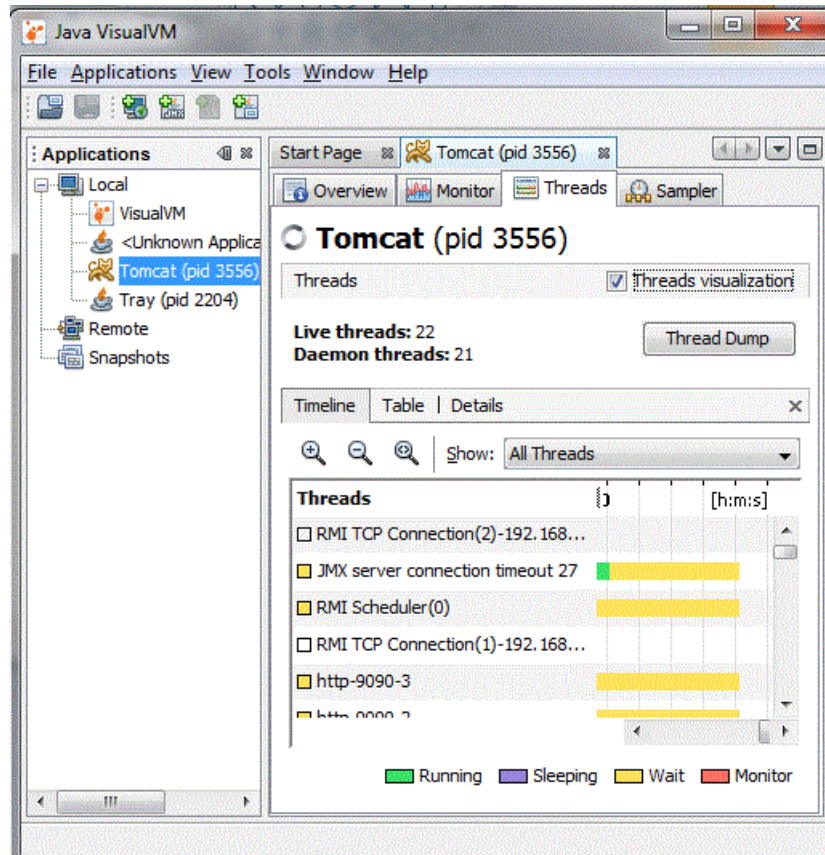 Java VisualVM
File Applications View Tools Window Help
Applications
Start Page Tomcat (pid 3556)
Local
VisualVM
<Unknown Applica
Tomcat (pid 3556)
Tray (pid 2204)
Remote
Snapshots
Overview Monitor Threads Sampler
Tomcat (pid 3556)
Threads Threads visualization
Live threads: 22
Daemon threads: 21
Thread Dump
Timeline Table Details
Show: All Threads
Threads [h:m:s]
RMI TCP Connection(2)-192.168...
JMX server connection timeout 27
RMI Scheduler(0)
RMI TCP Connection(1)-192.168...
http-9090-3
http-9090-2
Running Sleeping Wait Monitor